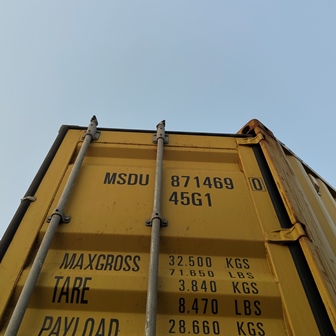 MSDU 871469 0
45G1
MAXGROSS 32.500 KGS
71.650 LBS
TARE 3.840 KGS
8.470 LBS
PAYLOAD 28.660 KGS